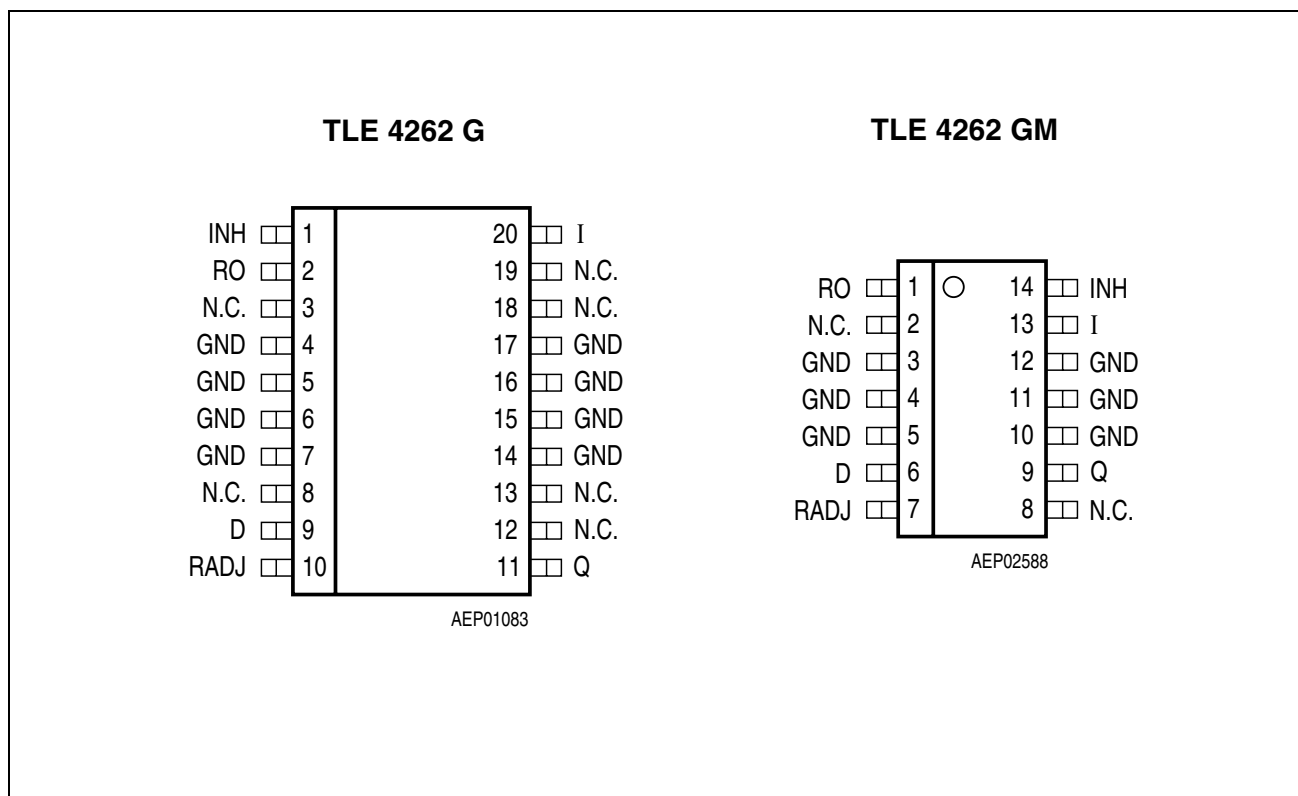 TLE 4262 G
INH 1 20 I
RO 2 19 N.C.
N.C. 3 18 N.C.
GND 4 17 GND
GND 5 16 GND
GND 6 15 GND
GND 7 14 GND
N.C. 8 13 N.C.
D 9 12 N.C.
RADJ 10 11 Q
AEP01083
TLE 4262 GM
RO 1 14 INH
N.C. 2 13 I
GND 3 12 GND
GND 4 11 GND
GND 5 10 GND
D 6 9 Q
RADJ 7 8 N.C.
AEP02588